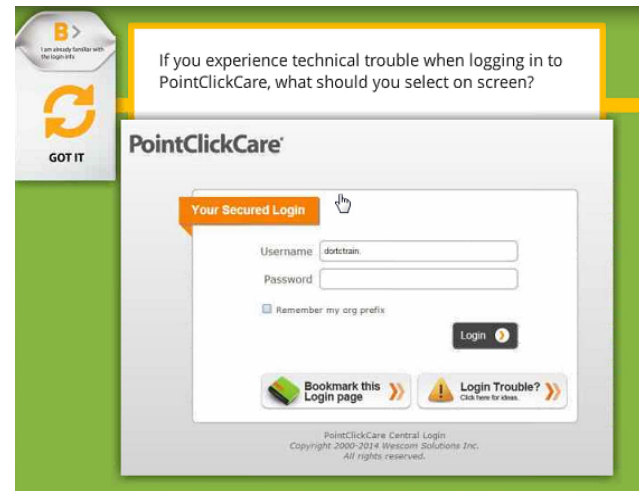 B >
I am already familiar with
the login info
GOT IT
If you experience technical trouble when logging in to
PointClickCare, what should you select on screen?
PointClickCare
Your Secured Login
Username dortctrain.
Password
Remember my org prefix
Login
Bookmark this
Login page
Login Trouble?
Click here for ideas.
PointClickCare Central Login
Copyright 2000-2014 Wescom Solutions Inc.
All rights reserved.